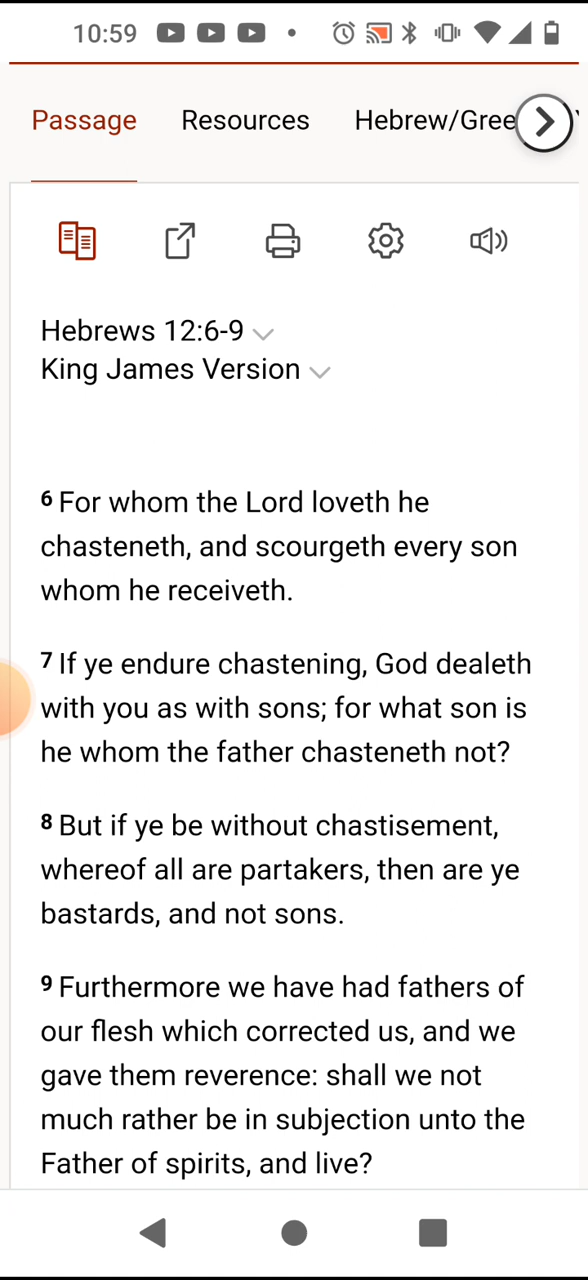 10:59
Passage Resources Hebrew/Gree
Hebrews 12:6-9
King James Version
6 For whom the Lord loveth he
chasteneth, and scourgeth every son
whom he receiveth.
7 If ye endure chastening, God dealeth
with you as with sons; for what son is
he whom the father chasteneth not?
8 But if ye be without chastisement,
whereof all are partakers, then are ye
bastards, and not sons.
9 Furthermore we have had fathers of
our flesh which corrected us, and we
gave them reverence: shall we not
much rather be in subjection unto the
Father of spirits, and live?